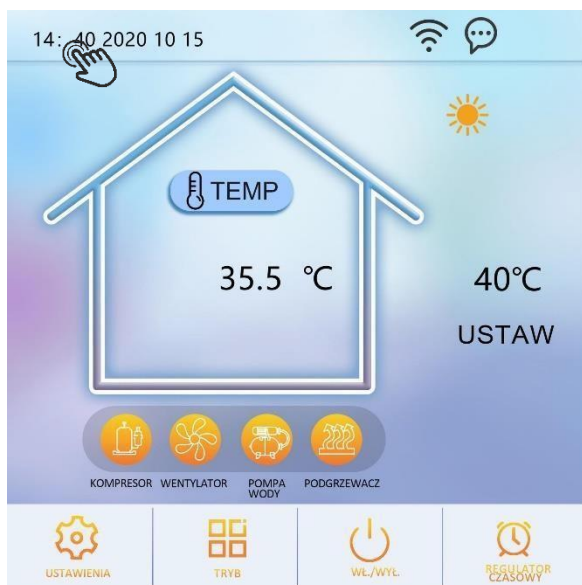 14: 40 2020 10 15
TEMP
35.5 ℃
40℃
USTAW
KOMPRESOR WENTYLATOR POMPA WODY PODGRZEWACZ
USTAWIENIA
TRYB
WŁ./WYŁ.
REGULATOR
CZASOWY